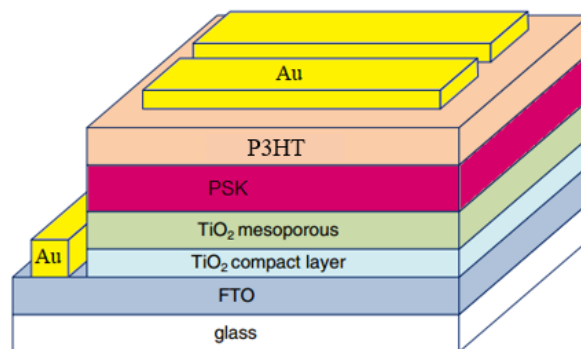 Au
P3HT
PSK
TiO₂ mesoporous
Au
TiO₂ compact layer
FTO
glass